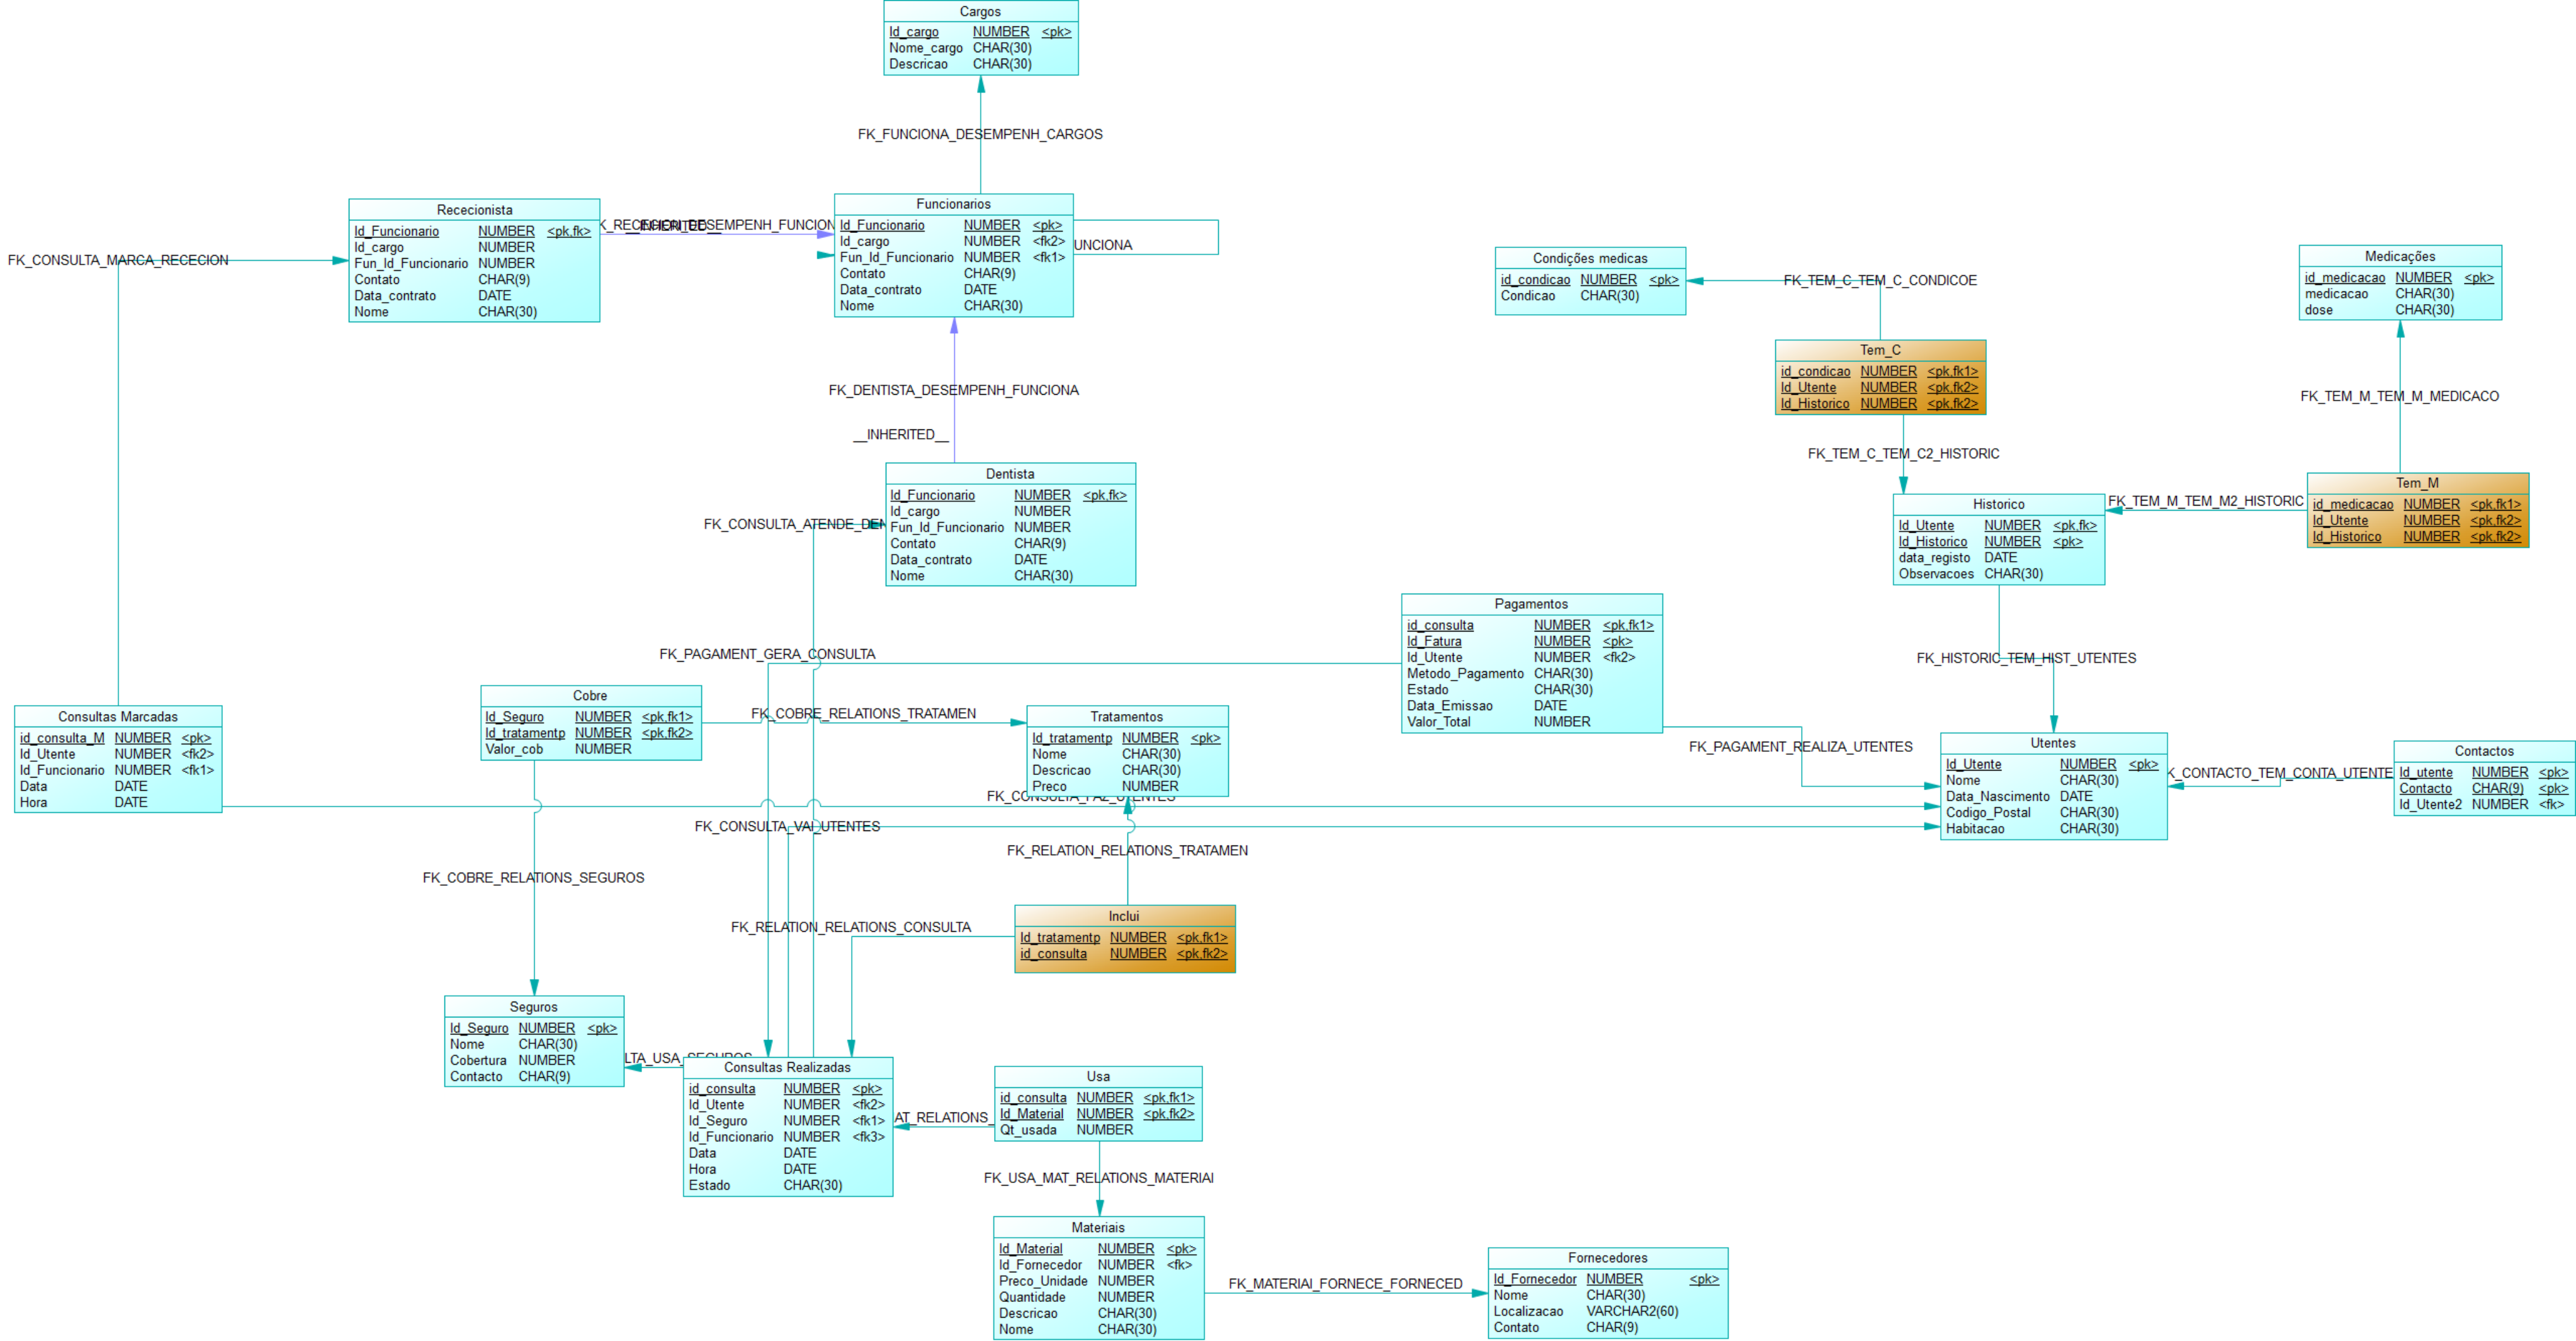 Cargos
Id_cargo NUMBER <pk>
Nome_cargo CHAR(30)
Descricao CHAR(30)
FK_FUNCIONA_DESEMPENH_CARGOS
Rececionista
Id_Funcionario NUMBER <pk,fk>
Id_cargo NUMBER
Fun_Id_Funcionario NUMBER
Contato CHAR(9)
Data_contrato DATE
Nome CHAR(30)
K_RECECION_DESEMPENH_FUNCION
__INHERITED__
Funcionarios
Id_Funcionario NUMBER <pk>
Id_cargo NUMBER <fk2>
Fun_Id_Funcionario NUMBER <fk1>
Contato CHAR(9)
Data_contrato DATE
Nome CHAR(30)
UNCIONA
FK_CONSULTA_MARCA_RECECION
Condições medicas
id_condicao NUMBER <pk>
Condicao CHAR(30)
FK_TEM_C_TEM_C_CONDICOE
Medicações
id_medicacao NUMBER <pk>
medicacao CHAR(30)
dose CHAR(30)
Tem_C
id_condicao NUMBER <pk,fk1>
Id_Utente NUMBER <pk,fk2>
Id_Historico NUMBER <pk,fk2>
FK_DENTISTA_DESEMPENH_FUNCIONA
__INHERITED__
FK_TEM_M_TEM_M_MEDICACO
FK_TEM_C_TEM_C2_HISTORIC
Dentista
Id_Funcionario NUMBER <pk,fk>
Id_cargo NUMBER
Fun_Id_Funcionario NUMBER
Contato CHAR(9)
Data_contrato DATE
Nome CHAR(30)
FK_CONSULTA_ATENDE_DEN
Historico
Id_Utente NUMBER <pk,fk>
Id_Historico NUMBER <pk>
data_registo DATE
Observacoes CHAR(30)
FK_TEM_M_TEM_M2_HISTORIC
Tem_M
id_medicacao NUMBER <pk,fk1>
Id_Utente NUMBER <pk,fk2>
Id_Historico NUMBER <pk,fk2>
Pagamentos
id_consulta NUMBER <pk,fk1>
Id_Fatura NUMBER <pk>
Id_Utente NUMBER <fk2>
Metodo_Pagamento CHAR(30)
Estado CHAR(30)
Data_Emissao DATE
Valor_Total NUMBER
FK_PAGAMENT_GERA_CONSULTA
FK_HISTORIC_TEM_HIST_UTENTES
Consultas Marcadas
id_consulta_M NUMBER <pk>
Id_Utente NUMBER <fk2>
Id_Funcionario NUMBER <fk1>
Data DATE
Hora DATE
Cobre
Id_Seguro NUMBER <pk,fk1>
Id_tratamentp NUMBER <pk,fk2>
Valor_cob NUMBER
FK_COBRE_RELATIONS_TRATAMEN
Tratamentos
Id_tratamentp NUMBER <pk>
Nome CHAR(30)
Descricao CHAR(30)
Preco NUMBER
FK_PAGAMENT_REALIZA_UTENTES
Utentes
Id_Utente NUMBER <pk>
Nome CHAR(30)
Data_Nascimento DATE
Codigo_Postal CHAR(30)
Habitacao CHAR(30)
K_CONTACTO_TEM_CONTA_UTENTE
Contactos
Id_utente NUMBER <pk>
Contacto CHAR(9) <pk>
Id_Utente2 NUMBER <fk>
FK_CONSULTA_FAZ_UTENTES
FK_CONSULTA_VAI_UTENTES
FK_RELATION_RELATIONS_TRATAMEN
FK_COBRE_RELATIONS_SEGUROS
Inclui
Id_tratamentp NUMBER <pk,fk1>
id_consulta NUMBER <pk,fk2>
FK_RELATION_RELATIONS_CONSULTA
Seguros
Id_Seguro NUMBER <pk>
Nome CHAR(30)
Cobertura NUMBER
Contacto CHAR(9)
LTA_USA_SEGUROS
Consultas Realizadas
id_consulta NUMBER <pk>
Id_Utente NUMBER <fk2>
Id_Seguro NUMBER <fk1>
Id_Funcionario NUMBER <fk3>
Data DATE
Hora DATE
Estado CHAR(30)
AT_RELATIONS_
Usa
id_consulta NUMBER <pk,fk1>
Id_Material NUMBER <pk,fk2>
Qt_usada NUMBER
FK_USA_MAT_RELATIONS_MATERIAI
Materiais
Id_Material NUMBER <pk>
Id_Fornecedor NUMBER <fk>
Preco_Unidade NUMBER
Quantidade NUMBER
Descricao CHAR(30)
Nome CHAR(30)
FK_MATERIAI_FORNECE_FORNECED
Fornecedores
Id_Fornecedor NUMBER <pk>
Nome CHAR(30)
Localizacao VARCHAR2(60)
Contato CHAR(9)